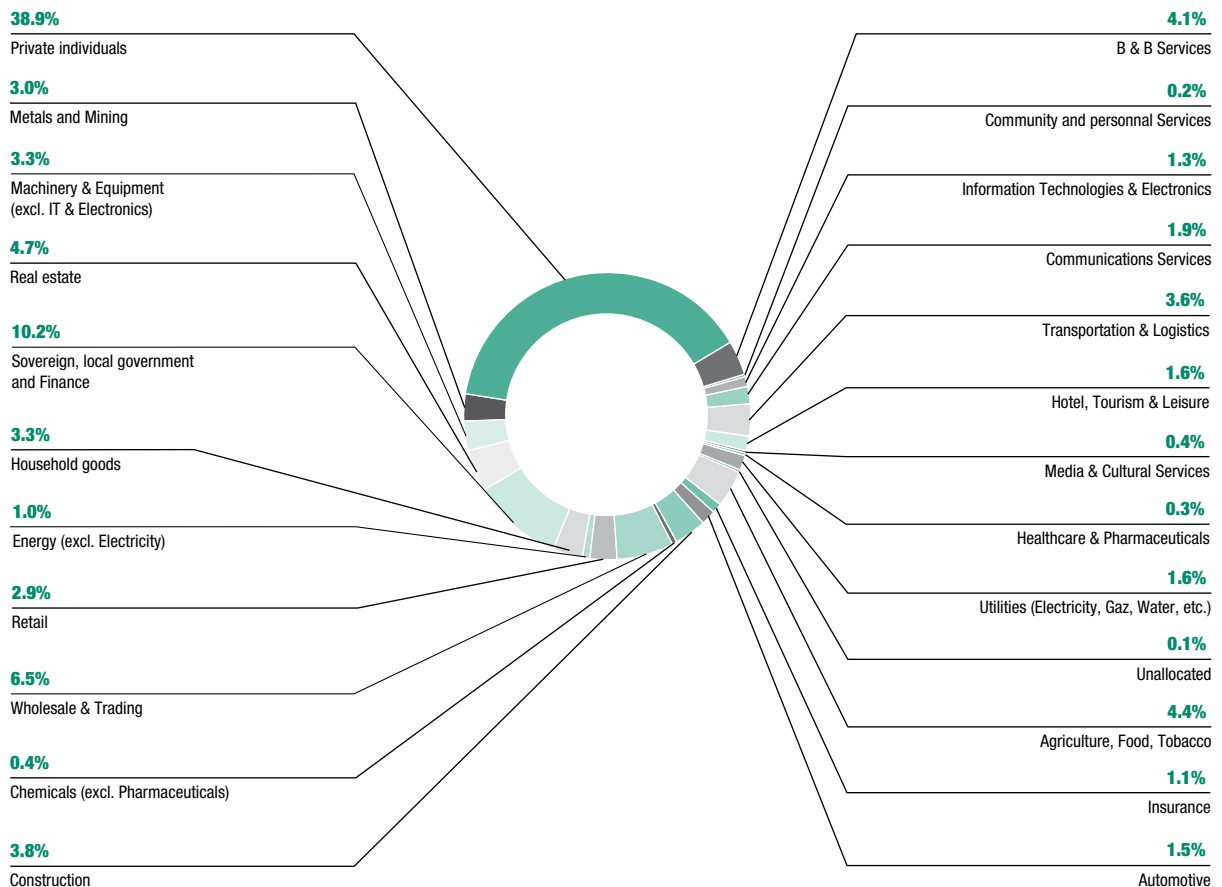 38.9%
Private individuals
3.0%
Metals and Mining
3.3%
Machinery & Equipment
(excl. IT & Electronics)
4.7%
Real estate
10.2%
Sovereign, local government
and Finance
3.3%
Household goods
1.0%
Energy (excl. Electricity)
2.9%
Retail
6.5%
Wholesale & Trading
0.4%
Chemicals (excl. Pharmaceuticals)
3.8%
Construction
4.1%
B & B Services
0.2%
Community and personnal Services
1.3%
Information Technologies & Electronics
1.9%
Communications Services
3.6%
Transportation & Logistics
1.6%
Hotel, Tourism & Leisure
0.4%
Media & Cultural Services
0.3%
Healthcare & Pharmaceuticals
1.6%
Utilities (Electricity, Gaz, Water, etc.)
0.1%
Unallocated
4.4%
Agriculture, Food, Tobacco
1.1%
Insurance
1.5%
Automotive